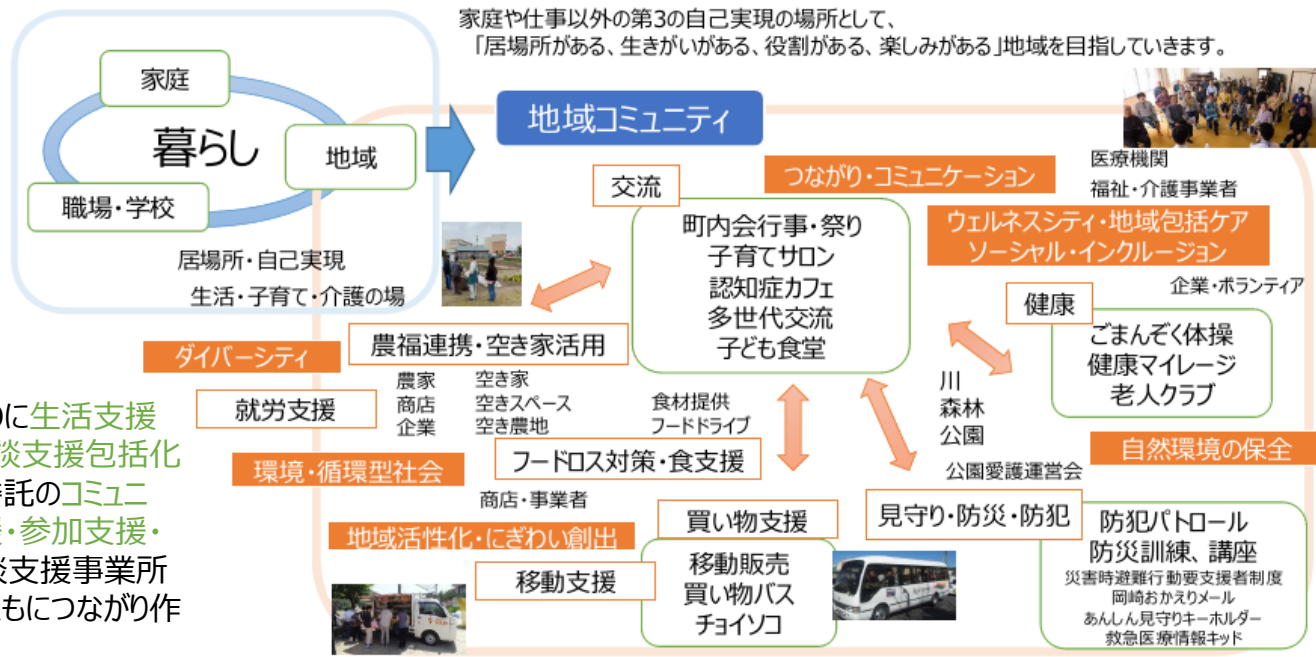 家庭や仕事以外の第3の自己実現の場所として、
「居場所がある、生きがいがある、役割がある、楽しみがある」地域を目指していきます。
家庭
暮らし
地域
職場・学校
居場所・自己実現
生活・子育て・介護の場
地域コミュニティ
交流
つながり・コミュニケーション
町内会行事・祭り
子育てサロン
認知症カフェ
多世代交流
子ども食堂
医療機関
福祉・介護事業者
ウェルネスシティ・地域包括ケア
ソーシャル・インクルージョン
企業・ボランティア
健康
ごまんぞく体操
健康マイレージ
老人クラブ
ダイバーシティ
農福連携・空き家活用
就労支援
農家
商店
企業
空き家
空きスペース
空き農地
食材提供
フードドライブ
川
森林
公園
自然環境の保全
環境・循環型社会
フードロス対策・食支援
公園愛護運営会
商店・事業者
地域活性化・にぎわい創出
買い物支援
見守り・防災・防犯
移動支援
移動販売
買い物バス
チョイソコ
防犯パトロール
防災訓練、講座
災害時避難行動要支援者制度
岡崎おかえりメール
あんしん見守りキーホルダー
救急医療情報キッド
に生活支援
談支援包括化
託のコミュニ
・参加支援・
談支援事業所
もにつながり作